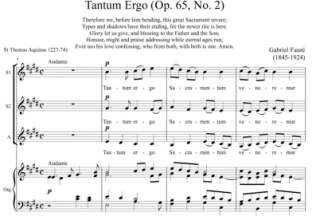 Tantum Ergo (Op. 65, No. 2)
Therefore we, before him bending, this great Sacrament revere;
Types and shadows have their ending, for the newer rite is here.
Glory let us give, and blessing to the Father and the Son;
Honour, might and praise addressing while eternal ages run;
Ever too his love confessing, who from both, with both is one. Amen.
St Thomas Aquinas (1227-74)
Gabriel Fauré
(1845-1924)
Andante
p
S1
Tan - tum er - go Sa - cra - men - tum ve - ne - re - mur
p
S2
Tan - tum er - go Sa - cra - men - tum ve - ne - re - mur
p
A
Tan - tum er - go Sa - cra - men - tum ve - ne - re - mur
Andante
p
Org